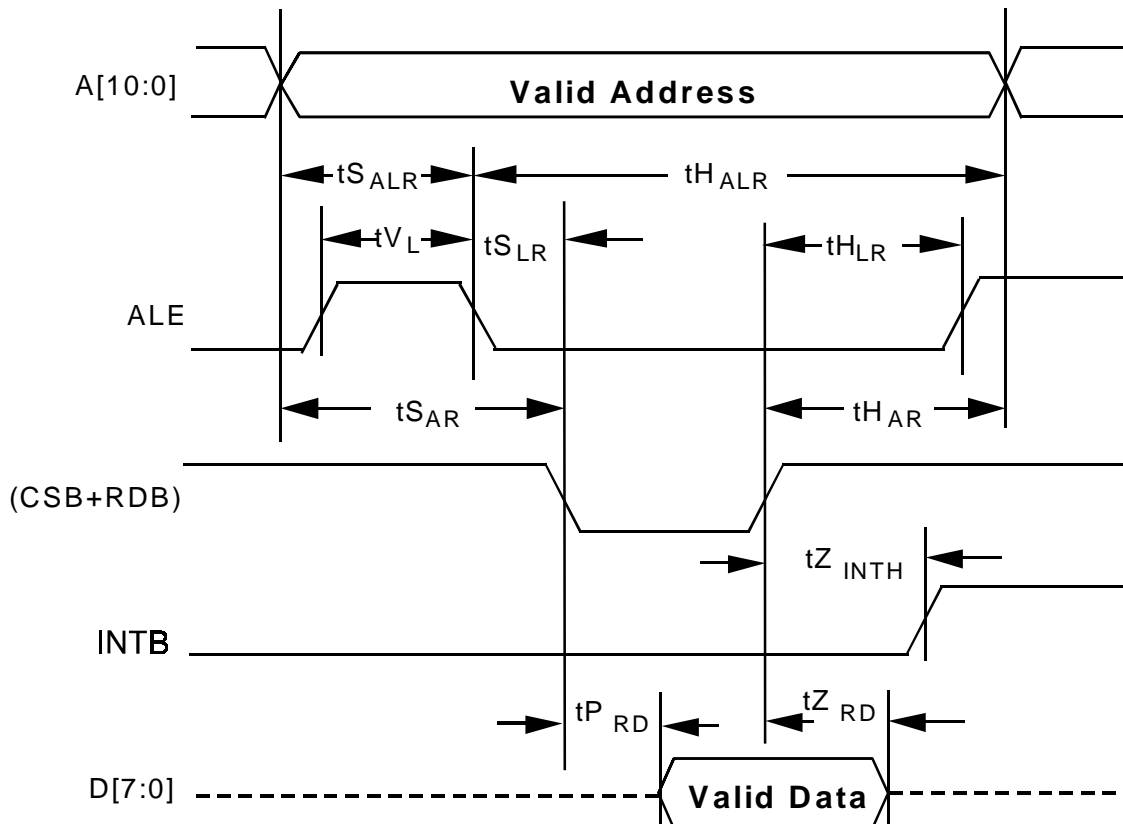 A[10:0]
Valid Address
tS ALR
tH ALR
tV L
tS LR
tH LR
ALE
tS AR
tH AR
(CSB+RDB)
tZ INTH
INTB
tP RD
tZ RD
D[7:0]
Valid Data